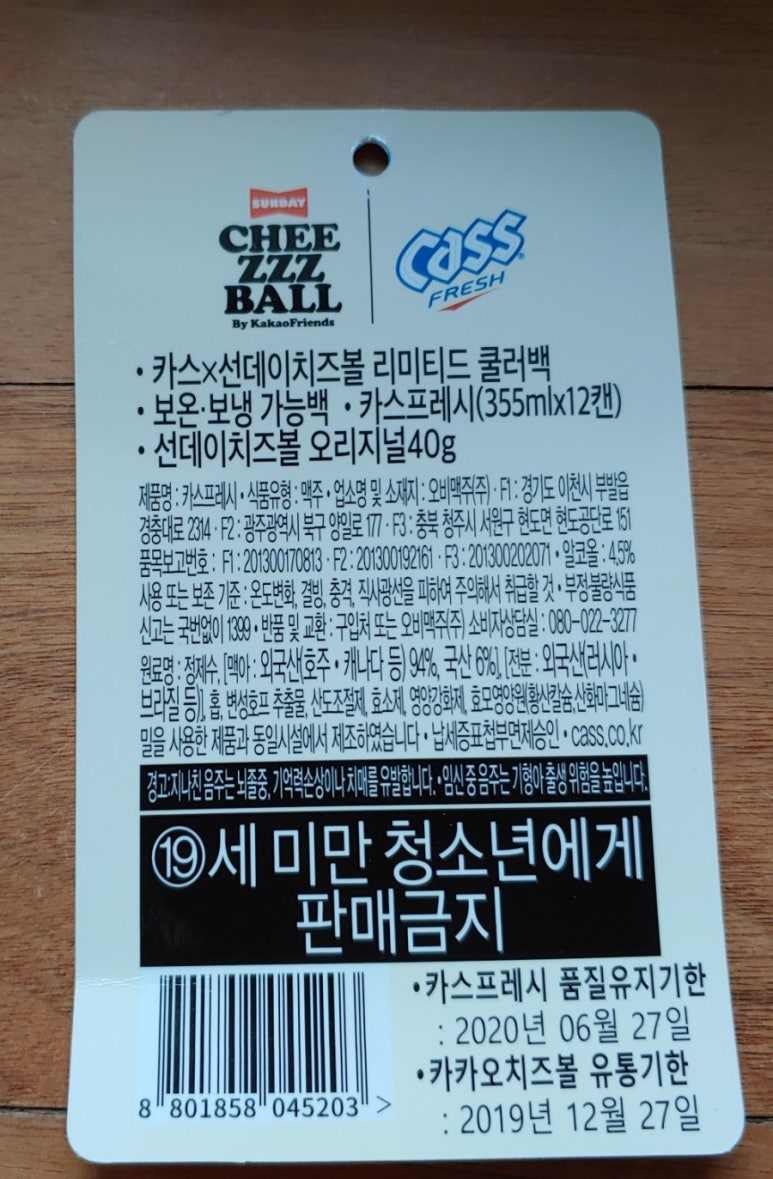 SUNDAY
CHEE
ZZZ
BALL
By KakaoFriends
Cass
FRESH
• 카스x선데이치즈볼 리미티드 쿨러백
• 보온·보냉 가능백 • 카스프레시(355mlx12캔)
• 선데이치즈볼 오리지널40g
제품명 : 카스프레시 • 식품유형 : 맥주 • 업소명 및 소재지 : 오비맥주(주) · F1 : 경기도 이천시 부발읍
경충대로 2314 · F2 : 광주광역시 북구 양일로 177 · F3 : 충북 청주시 서원구 현도면 현도공단로 151
품목보고번호 : F1 : 201300170813 · F2 : 201300192161 · F3 : 201300202071 • 알코올 : 4.5%
사용 또는 보존 기준 : 온도변화, 결빙, 충격, 직사광선을 피하여 주의해서 취급할 것 • 부정·불량식품
신고는 국번없이 1399 • 반품 및 교환 : 구입처 또는 오비맥주(주) 소비자상담실 : 080-022-3277
원료명 : 정제수, [맥아 : 외국산(호주 • 캐나다 등) 94%, 국산 6%], [전분 : 외국산(러시아 •
브라질 등)], 홉, 변성호프 추출물, 산도조절제, 효소제, 영양강화제, 효모영양원(황산칼슘,산화마그네슘)
밀을 사용한 제품과 동일시설에서 제조하였습니다 • 납세증표첩부면제승인 • cass.co.kr
경고:지나친 음주는 뇌졸중, 기억력손상이나 치매를 유발합니다. • 임신 중 음주는 기형아 출생 위험을 높입니다.
⑲세 미만 청소년에게
판매금지
• 카스프레시 품질유지기한
: 2020년 06월 27일
• 카카오치즈볼 유통기한
: 2019년 12월 27일
8 801858 045203 >